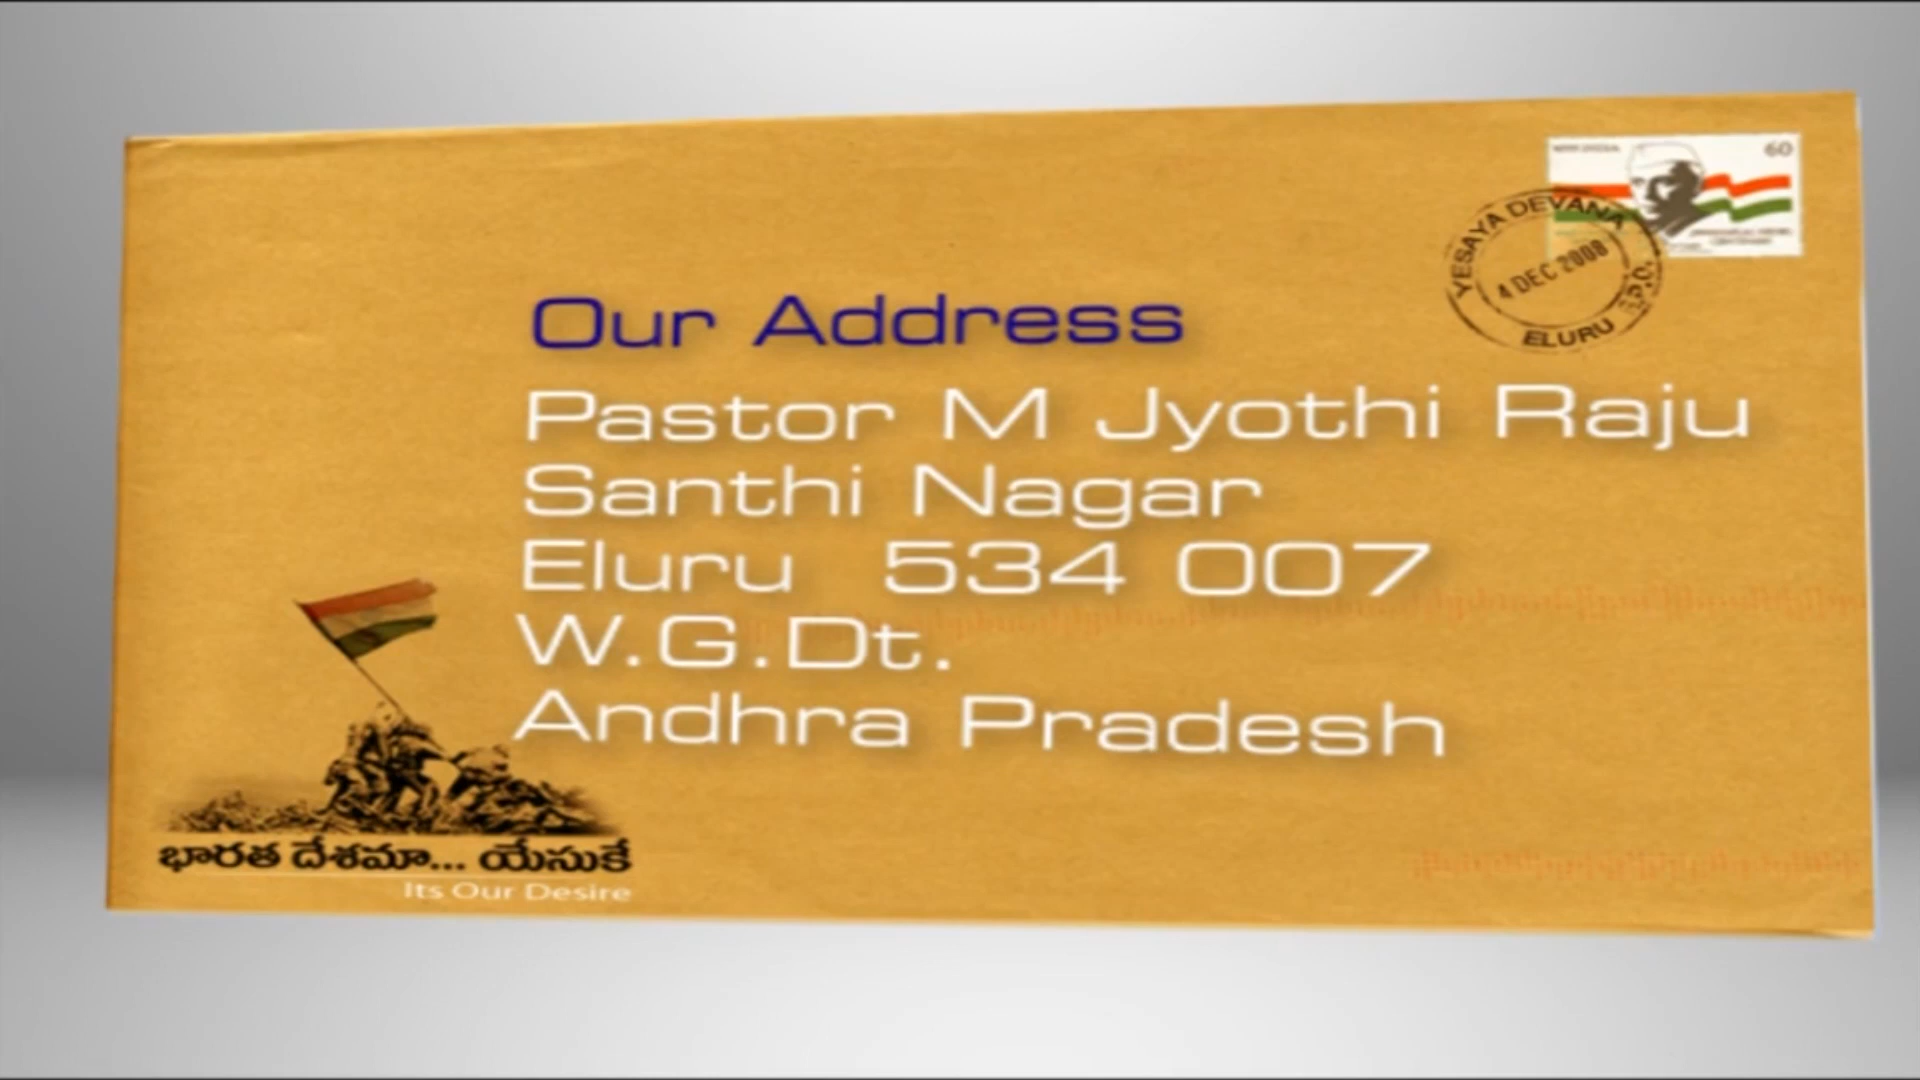 60
YESAYA DEVANA
4 DEC 2008
ELURU
Our Address
Pastor M Jyothi Raju
Santhi Nagar
Eluru 534 007
W.G.Dt.
Andhra Pradesh
భారత దేశమా... యేసుకే
Its Our Desire